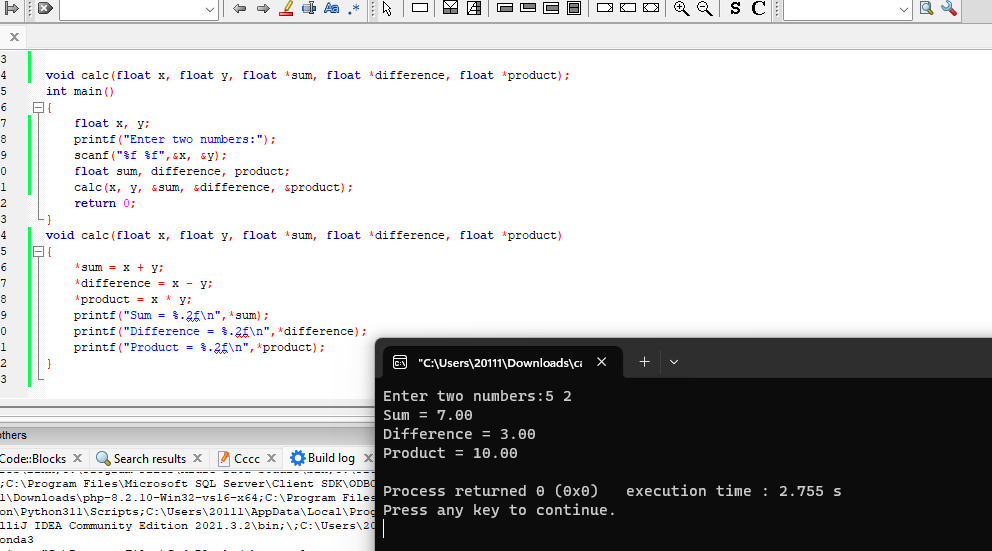 Aa .*
S C
X
3
4 void calc(float x, float y, float *sum, float *difference, float *product);
5 int main()
6 {
7 float x, y;
8 printf("Enter two numbers:");
9 scanf("%f %f",&x, &y);
0 float sum, difference, product;
1 calc(x, y, &sum, &difference, &product);
2 return 0;
3 }
4 void calc(float x, float y, float *sum, float *difference, float *product)
5 {
6 *sum = x + y;
7 *difference = x - y;
8 *product = x * y;
9 printf("Sum = %.2f\n",*sum);
0 printf("Difference = %.2f\n",*difference);
1 printf("Product = %.2f\n",*product);
2 }
3
"C:\Users\20111\Downloads\ca
Enter two numbers:5 2
Sum = 7.00
Difference = 3.00
Product = 10.00
Process returned 0 (0x0) execution time : 2.755 s
Press any key to continue.
others
Code::Blocks X Search results X Cccc X Build log X
;C:\Program Files\Microsoft SQL Server\Client SDK\ODBC
l\Downloads\php-8.2.10-Win32-vs16-x64;C:\Program Files
on\Python311\Scripts;C:\Users\20111\AppData\Local\Prog
lliJ IDEA Community Edition 2021.3.2\bin;\;C:\Users\20
onda3